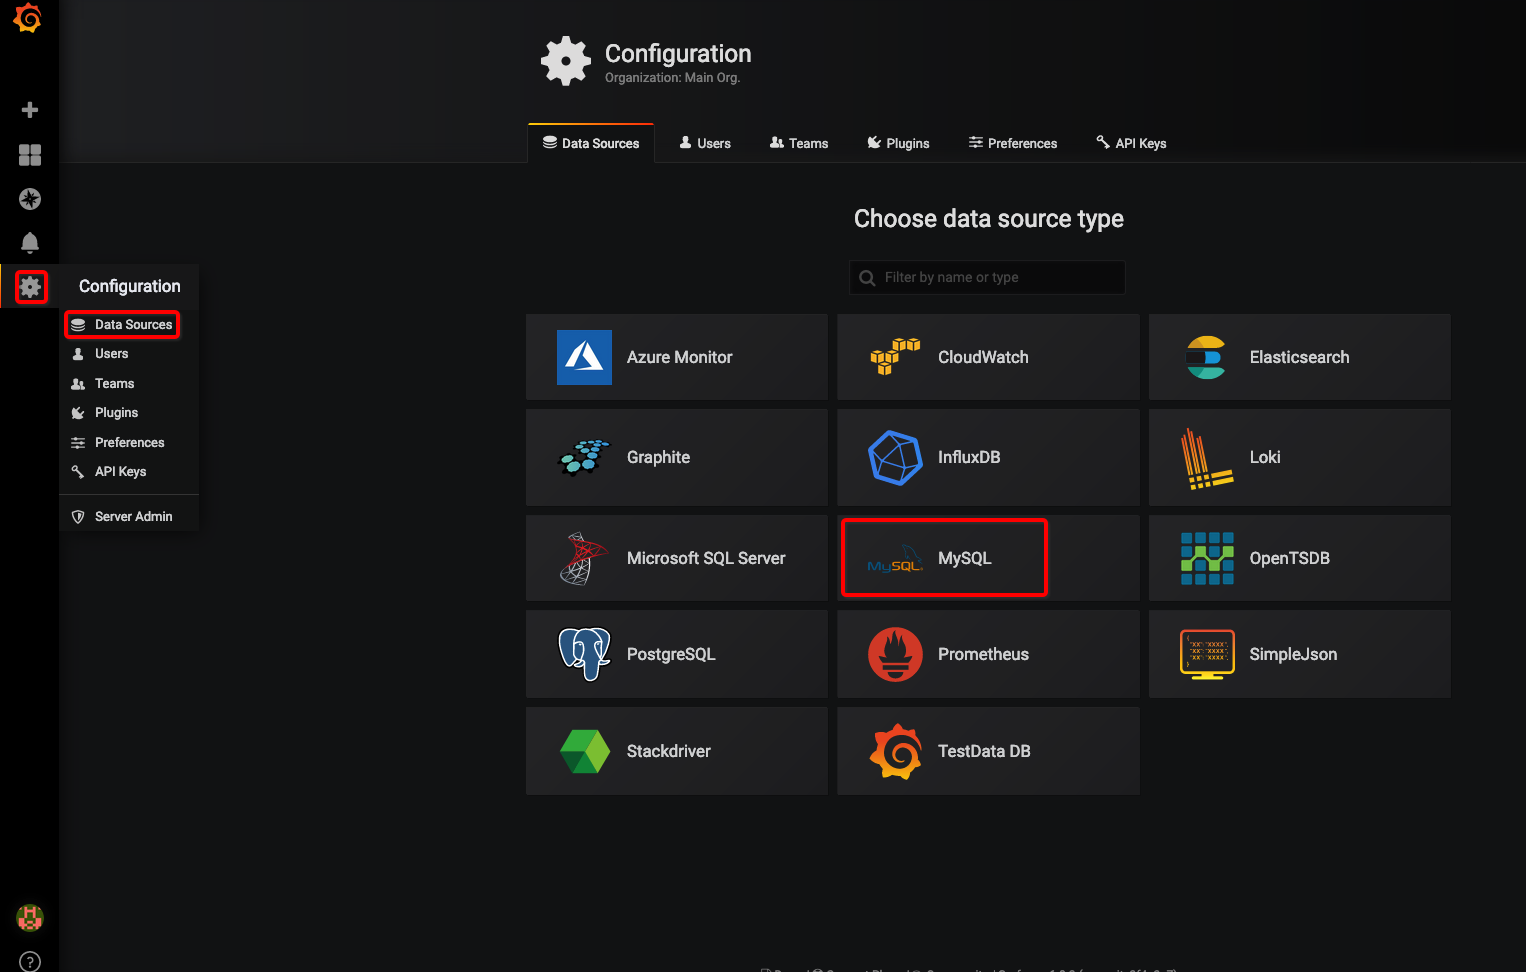 Configuration
Organization: Main Org.
Data Sources
Users
Teams
Plugins
Preferences
API Keys
Choose data source type
Filter by name or type
Configuration
Data Sources
Users
Teams
Plugins
Preferences
API Keys
Server Admin
Azure Monitor
CloudWatch
Elasticsearch
Graphite
InfluxDB
Loki
Microsoft SQL Server
MySQL
MySQL
OpenTSDB
PostgreSQL
Prometheus
SimpleJson
Stackdriver
TestData DB